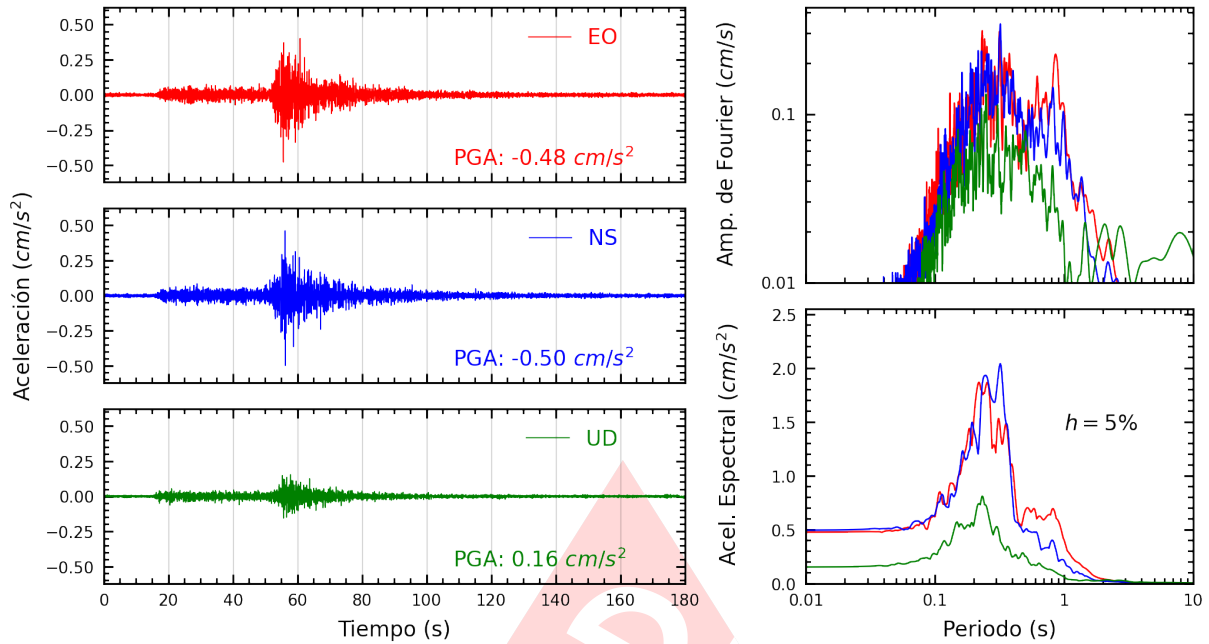 Aceleración (cm/s²)
0.50
0.25
0.00
−0.25
−0.50
EO
PGA: -0.48 cm/s²
0.50
0.25
0.00
−0.25
−0.50
NS
PGA: -0.50 cm/s²
0.50
0.25
0.00
−0.25
−0.50
UD
PGA: 0.16 cm/s²
0 20 40 60 80 100 120 140 160 180
Tiempo (s)
Amp. de Fourier (cm/s)
0.1
0.01
Acel. Espectral (cm/s²)
2.5
2.0
1.5
1.0
0.5
0.0
h = 5%
0.01 0.1 1 10
Periodo (s)